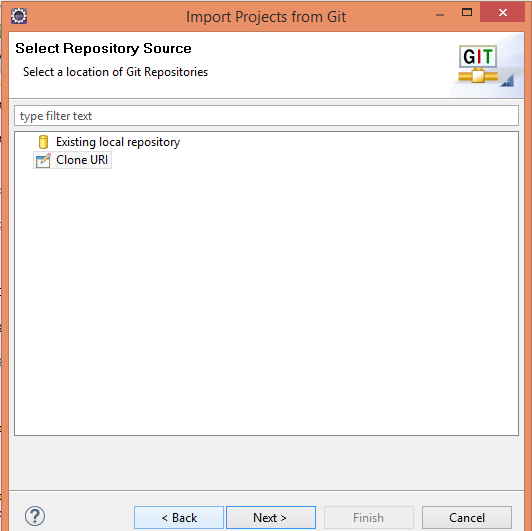 Import Projects from Git
Select Repository Source
Select a location of Git Repositories
GIT
type filter text
Existing local repository
Clone URI
?
< Back
Next >
Finish
Cancel